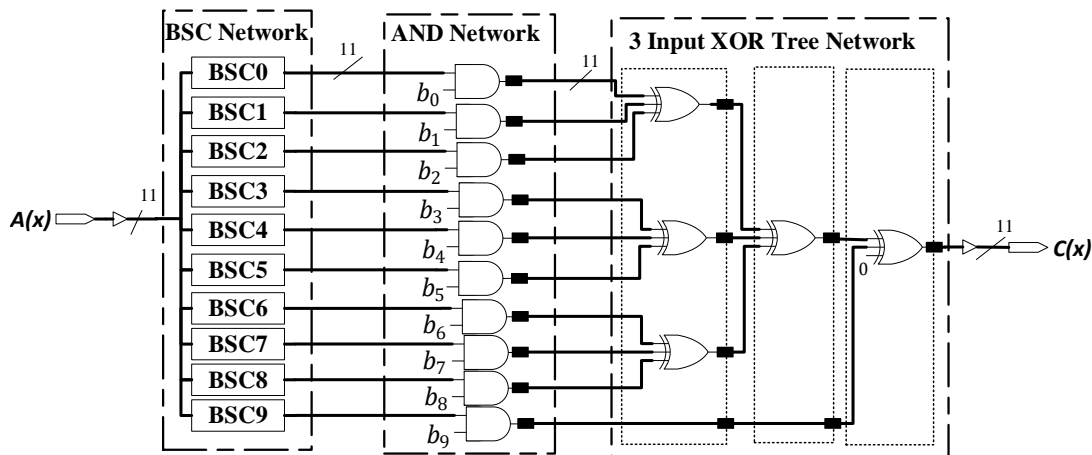 BSC Network
AND Network
3 Input XOR Tree Network
BSC0
BSC1
BSC2
BSC3
BSC4
BSC5
BSC6
BSC7
BSC8
BSC9
11
11
11
11
b₀
b₁
b₂
b₃
b₄
b₅
b₆
b₇
b₈
b₉
0
A(x)
C(x)